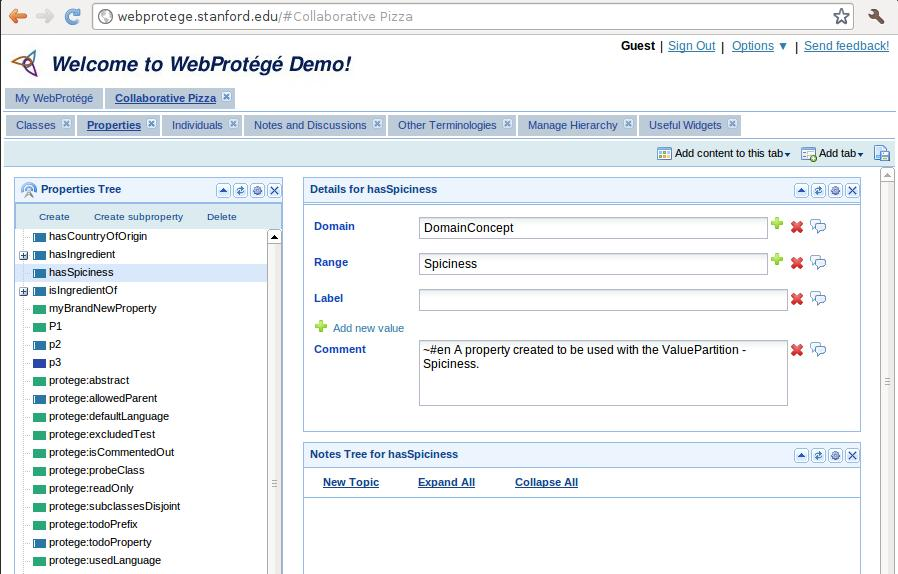 webprotege.stanford.edu/#Collaborative Pizza
Guest | Sign Out | Options ▼ | Send feedback!
Welcome to WebProtégé Demo!
My WebProtégé Collaborative Pizza
Classes Properties Individuals Notes and Discussions Other Terminologies Manage Hierarchy Useful Widgets
Add content to this tab Add tab
Properties Tree
Create Create subproperty Delete
hasCountryOfOrigin
hasIngredient
hasSpiciness
isIngredientOf
myBrandNewProperty
P1
p2
p3
protege:abstract
protege:allowedParent
protege:defaultLanguage
protege:excludedTest
protege:isCommentedOut
protege:probeClass
protege:readOnly
protege:subclassesDisjoint
protege:todoPrefix
protege:todoProperty
protege:usedLanguage
Details for hasSpiciness
Domain DomainConcept
Range Spiciness
Label
Add new value
Comment ~#en A property created to be used with the ValuePartition -
Spiciness.
Notes Tree for hasSpiciness
New Topic Expand All Collapse All